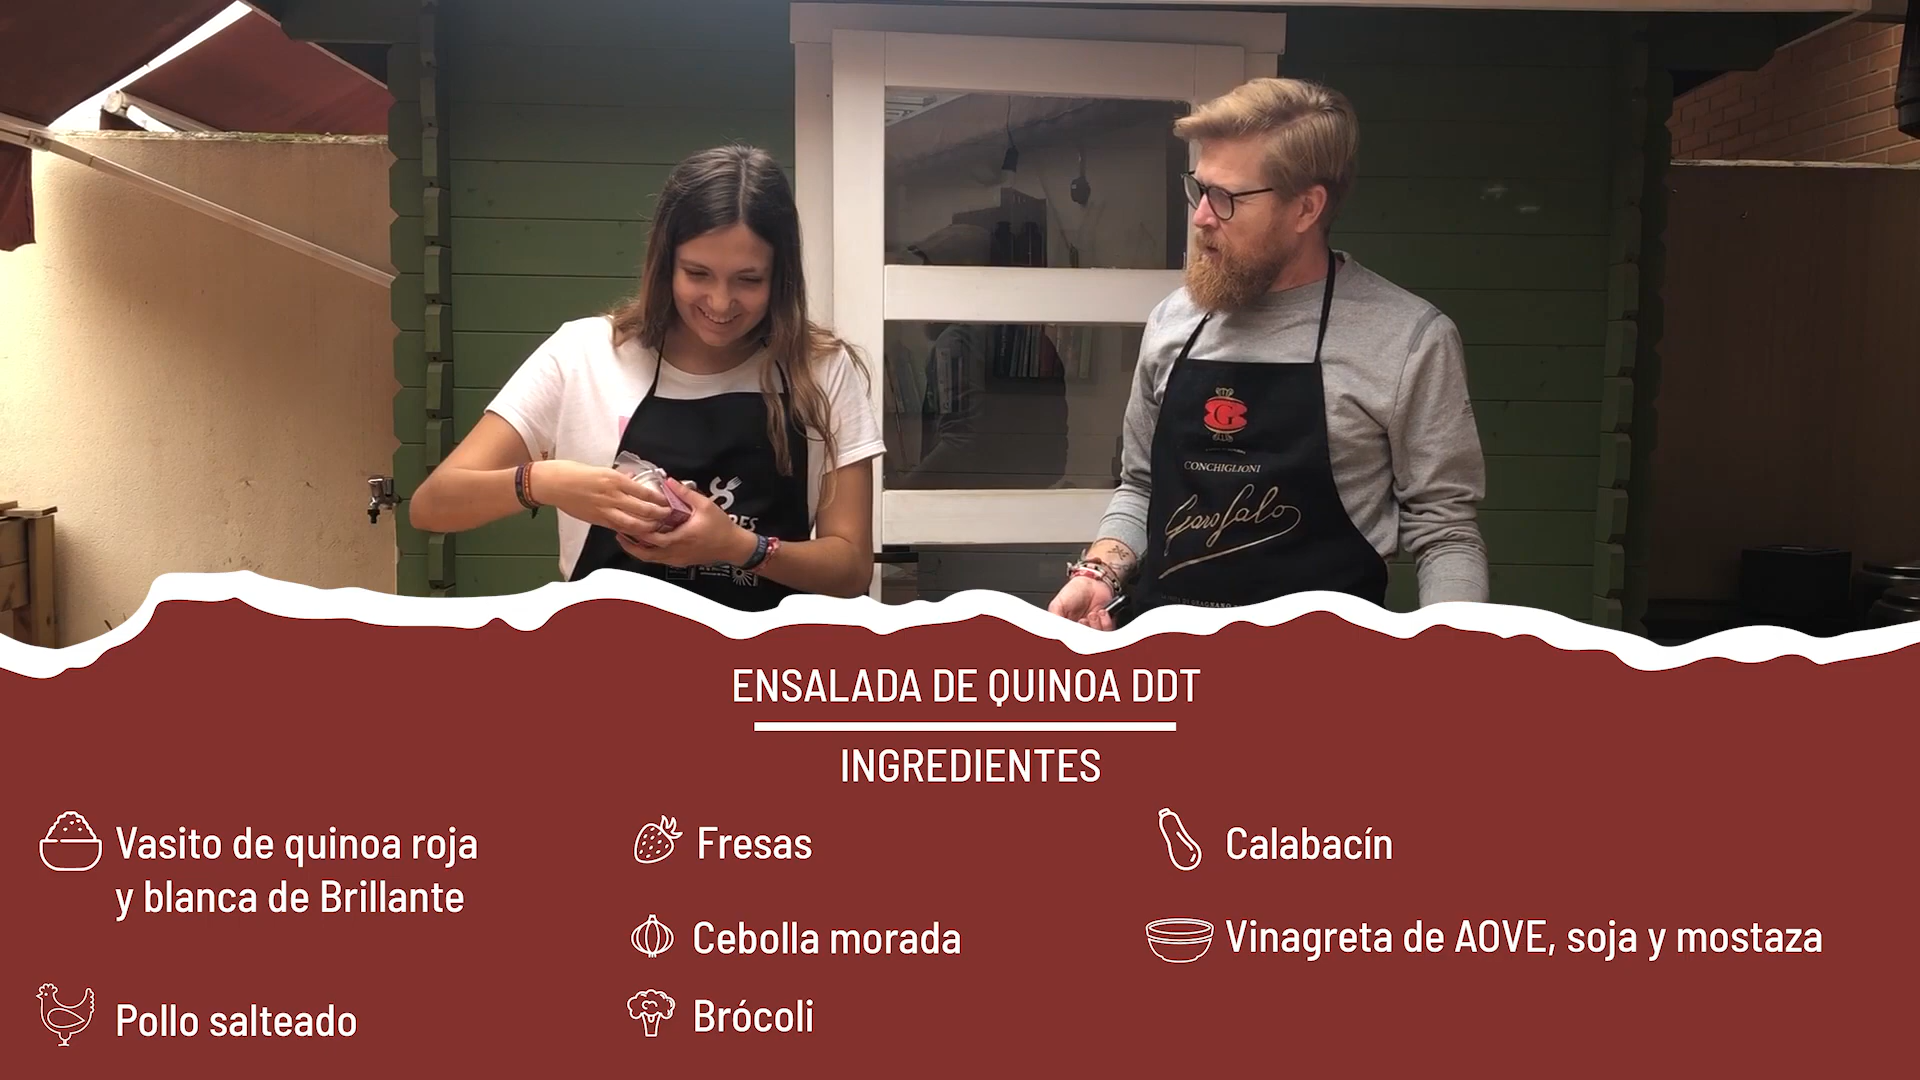 G
CONCHIGLIONI
Garofalo
ENSALADA DE QUINOA DDT
INGREDIENTES
Vasito de quinoa roja
y blanca de Brillante
Pollo salteado
Fresas
Cebolla morada
Brócoli
Calabacín
Vinagreta de AOVE, soja y mostaza